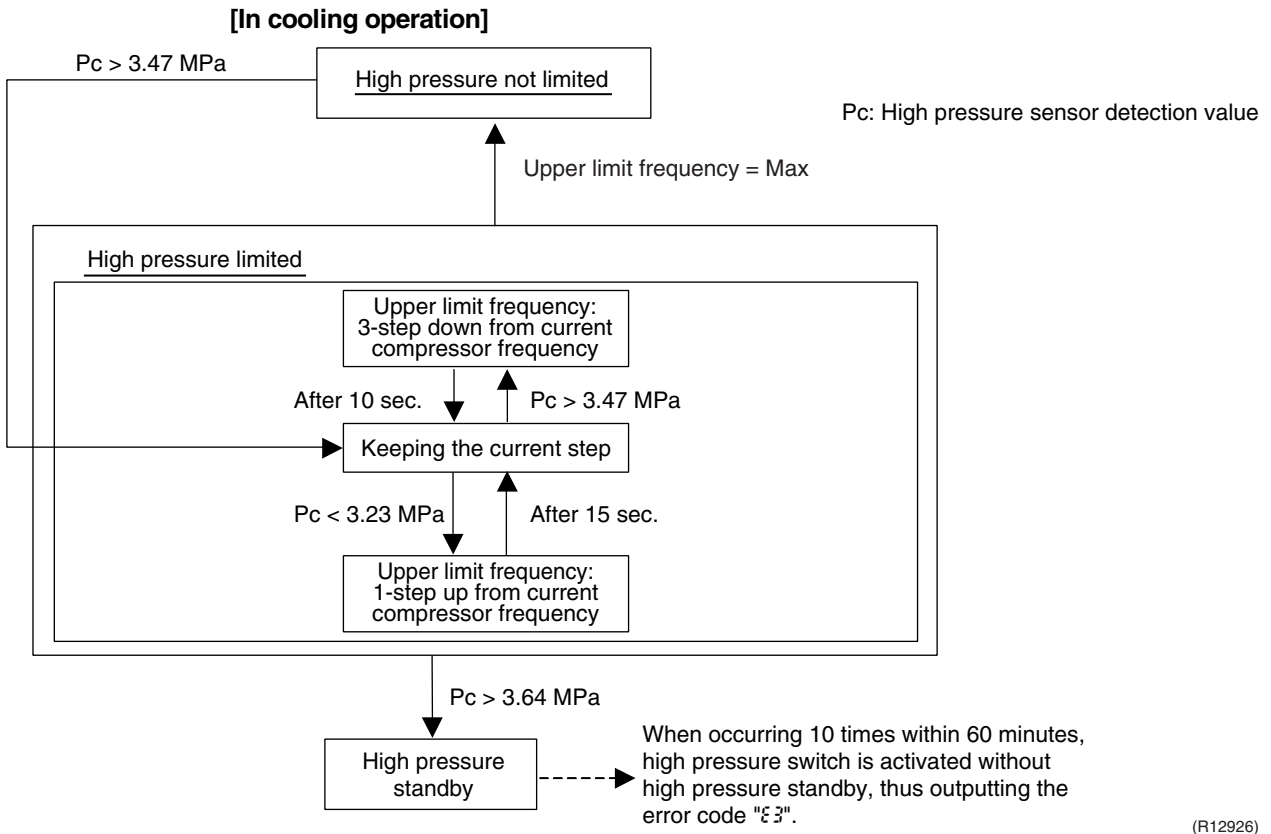 [In cooling operation]
Pc > 3.47 MPa
High pressure not limited
Pc: High pressure sensor detection value
Upper limit frequency = Max
High pressure limited
Upper limit frequency:
3-step down from current
compressor frequency
After 10 sec.
Pc > 3.47 MPa
Keeping the current step
Pc < 3.23 MPa
After 15 sec.
Upper limit frequency:
1-step up from current
compressor frequency
Pc > 3.64 MPa
High pressure
standby
When occurring 10 times within 60 minutes,
high pressure switch is activated without
high pressure standby, thus outputting the
error code "E3".
(R12926)